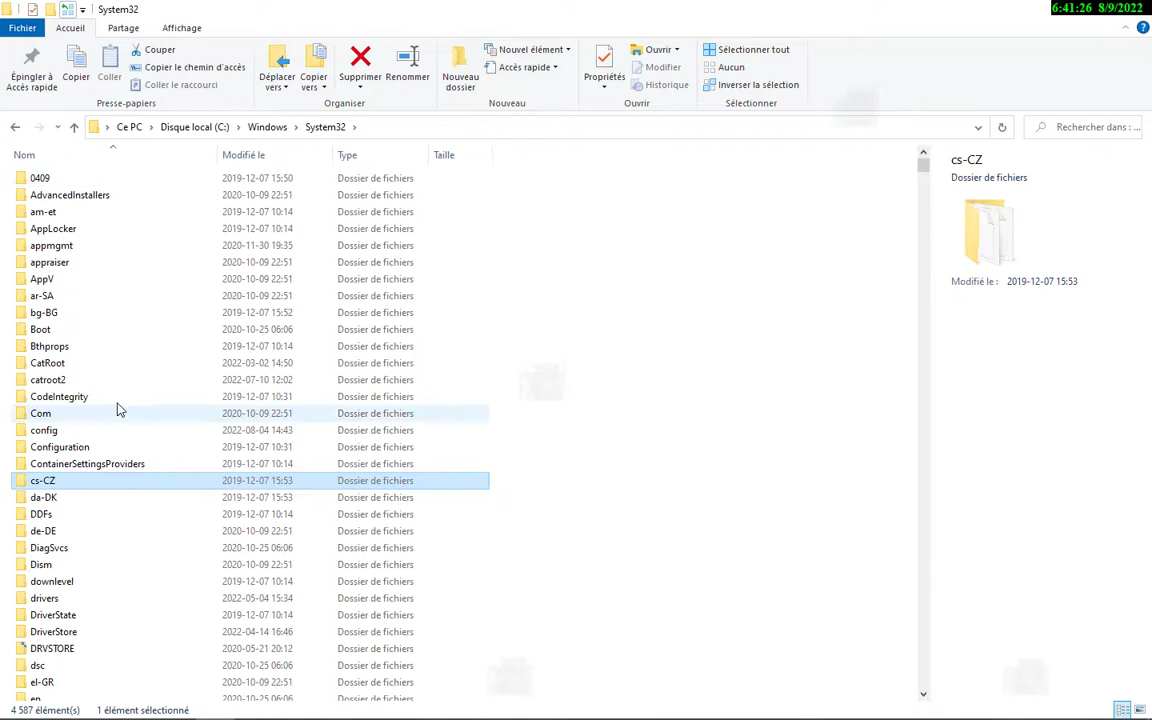 System32
6:41:26 8/9/2022
Fichier Accueil Partage Affichage
Épingler à Accès rapide
Copier
Coller
Couper
Copier le chemin d'accès
Coller le raccourci
Presse-papiers
Déplacer vers
Copier vers
Supprimer
Renommer
Organiser
Nouveau dossier
Nouvel élément
Accès rapide
Nouveau
Propriétés
Ouvrir
Modifier
Historique
Ouvrir
Sélectionner tout
Aucun
Inverser la sélection
Sélectionner
Ce PC > Disque local (C:) > Windows > System32 >
Rechercher dans : ...
Nom Modifié le Type Taille
0409 2019-12-07 15:50 Dossier de fichiers
AdvancedInstallers 2020-10-09 22:51 Dossier de fichiers
am-et 2019-12-07 10:14 Dossier de fichiers
AppLocker 2019-12-07 10:14 Dossier de fichiers
appmgmt 2020-11-30 19:35 Dossier de fichiers
appraiser 2020-10-09 22:51 Dossier de fichiers
AppV 2020-10-09 22:51 Dossier de fichiers
ar-SA 2020-10-09 22:51 Dossier de fichiers
bg-BG 2019-12-07 15:52 Dossier de fichiers
Boot 2020-10-25 06:06 Dossier de fichiers
Bthprops 2019-12-07 10:14 Dossier de fichiers
CatRoot 2022-03-02 14:50 Dossier de fichiers
catroot2 2022-07-10 12:02 Dossier de fichiers
CodeIntegrity 2019-12-07 10:31 Dossier de fichiers
Com 2020-10-09 22:51 Dossier de fichiers
config 2022-08-04 14:43 Dossier de fichiers
Configuration 2019-12-07 10:31 Dossier de fichiers
ContainerSettingsProviders 2019-12-07 10:14 Dossier de fichiers
cs-CZ 2019-12-07 15:53 Dossier de fichiers
da-DK 2019-12-07 15:53 Dossier de fichiers
DDFs 2019-12-07 10:14 Dossier de fichiers
de-DE 2020-10-09 22:51 Dossier de fichiers
DiagSvcs 2020-10-25 06:06 Dossier de fichiers
Dism 2020-10-09 22:51 Dossier de fichiers
downlevel 2019-12-07 10:14 Dossier de fichiers
drivers 2022-05-04 15:34 Dossier de fichiers
DriverState 2019-12-07 10:14 Dossier de fichiers
DriverStore 2022-04-14 16:46 Dossier de fichiers
DRVSTORE 2020-05-21 20:12 Dossier de fichiers
dsc 2020-10-25 06:06 Dossier de fichiers
el-GR 2020-10-09 22:51 Dossier de fichiers
en 2020-10-25 06:06 Dossier de fichiers
cs-CZ
Dossier de fichiers
Modifié le : 2019-12-07 15:53
4 587 élément(s) 1 élément sélectionné